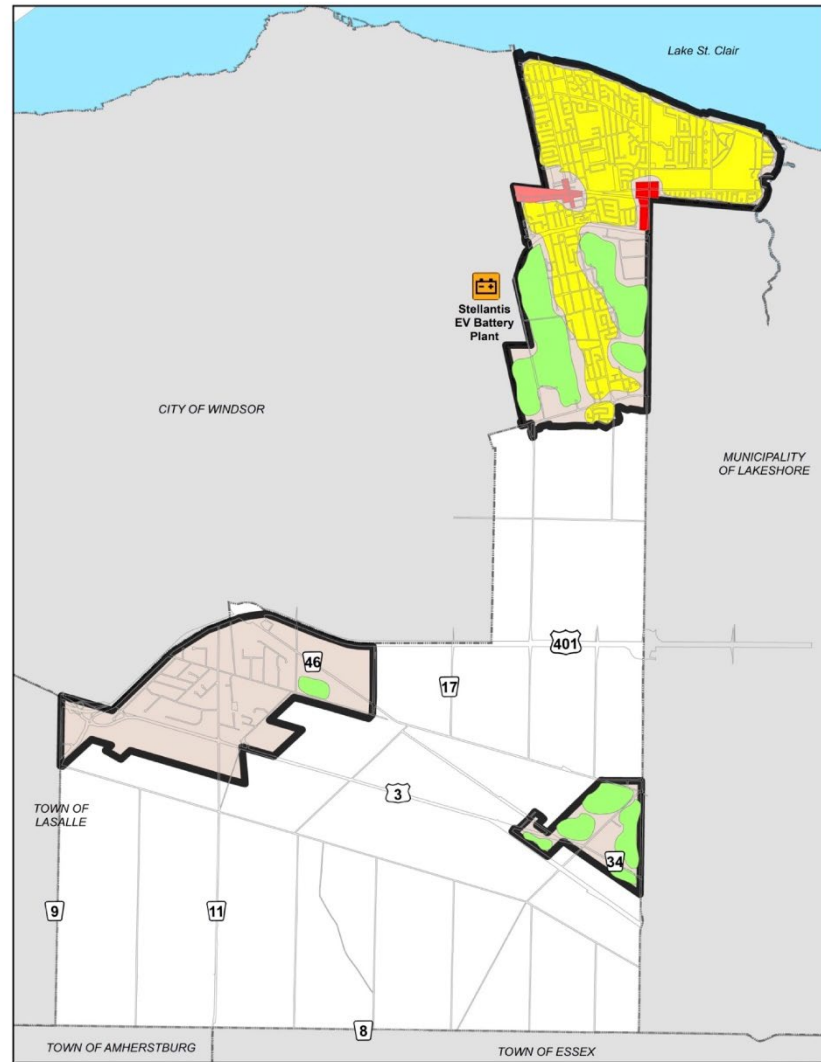 Lake St. Clair
Stellantis
EV Battery
Plant
CITY OF WINDSOR
MUNICIPALITY
OF LAKESHORE
401
46
17
3
TOWN OF
LASALLE
34
9
11
8
TOWN OF AMHERSTBURG
TOWN OF ESSEX